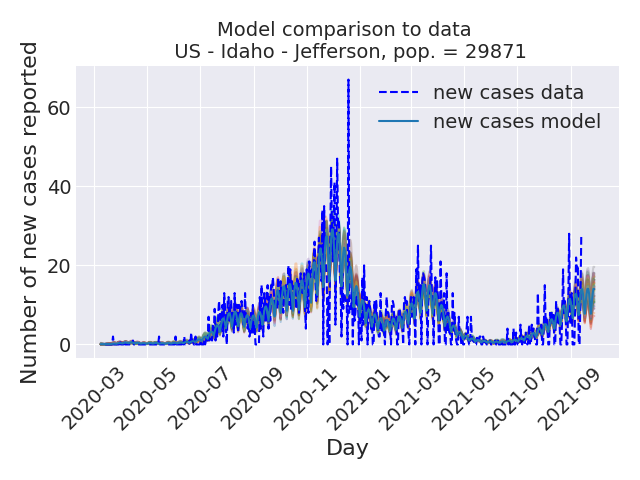 Model comparison to data
US - Idaho - Jefferson, pop. = 29871
Number of new cases reported
60
40
20
0
new cases data
new cases model
2020-03
2020-05
2020-07
2020-09
2020-11
2021-01
2021-03
2021-05
2021-07
2021-09
Day